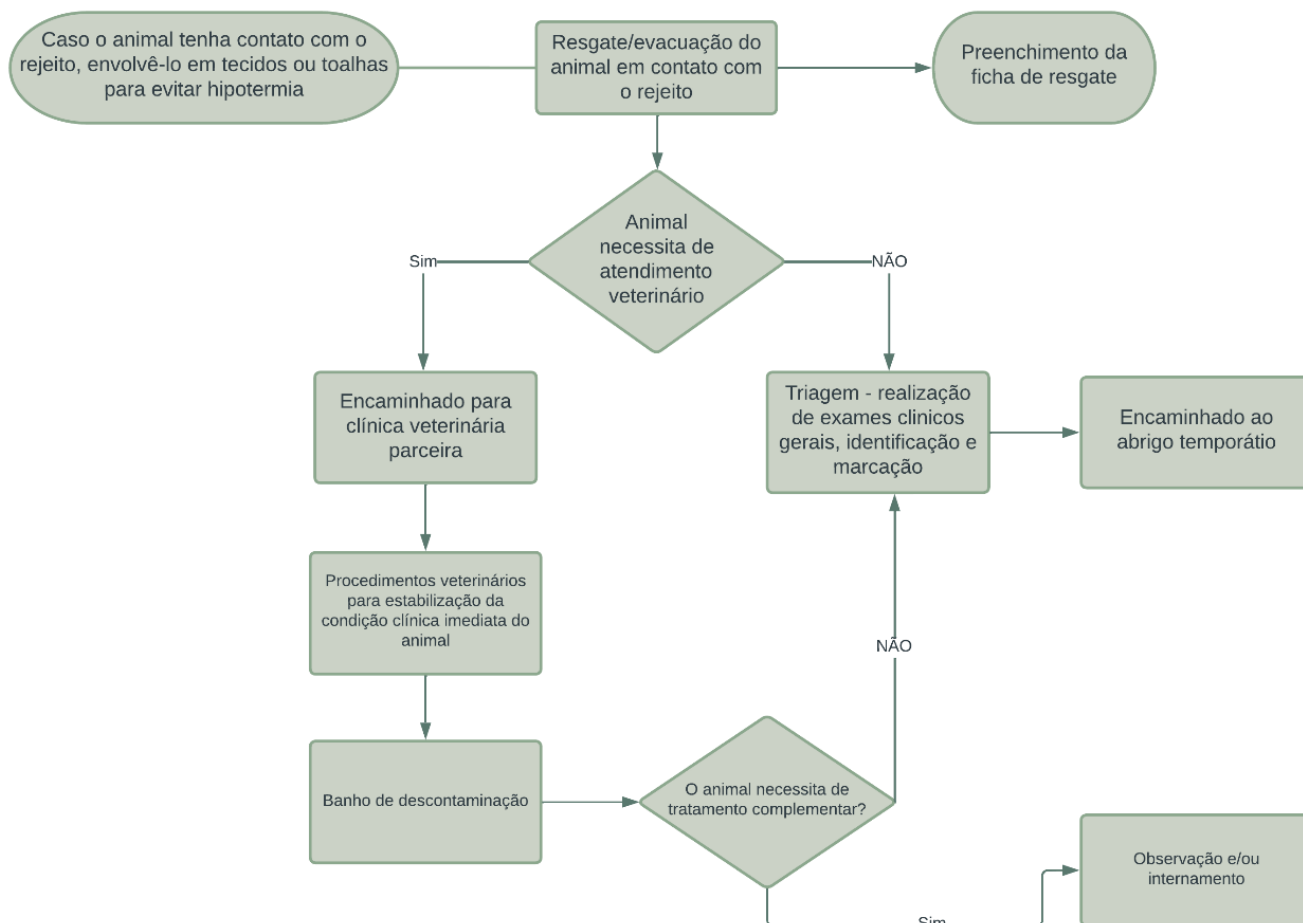 Caso o animal tenha contato com o
rejeito, envolvê-lo em tecidos ou toalhas
para evitar hipotermia
Resgate/evacuação do
animal em contato com
o rejeito
Preenchimento da
ficha de resgate
Animal
necessita de
atendimento
veterinário
Sim
NÃO
Encaminhado para
clínica veterinária
parceira
Triagem - realização
de exames clinicos
gerais, identificação e
marcação
Encaminhado ao
abrigo temporátio
Procedimentos veterinários
para estabilização da
condição clínica imediata do
animal
NÃO
Banho de descontaminação
O animal necessita de
tratamento complementar?
Observação e/ou
internamento
Sim